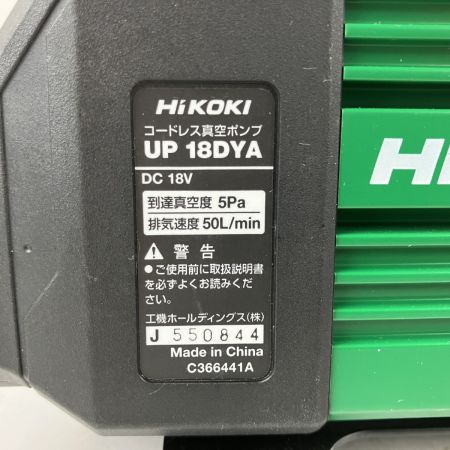 HiKOKI
コードレス真空ポンプ
UP 18DYA
DC 18V
到達真空度 5Pa
排気速度 50L/min
警告
●ご使用前に取扱説明書
を必ずよくお読みくだ
さい。
工機ホールディングス(株)
J 550844
Made in China
C366441A